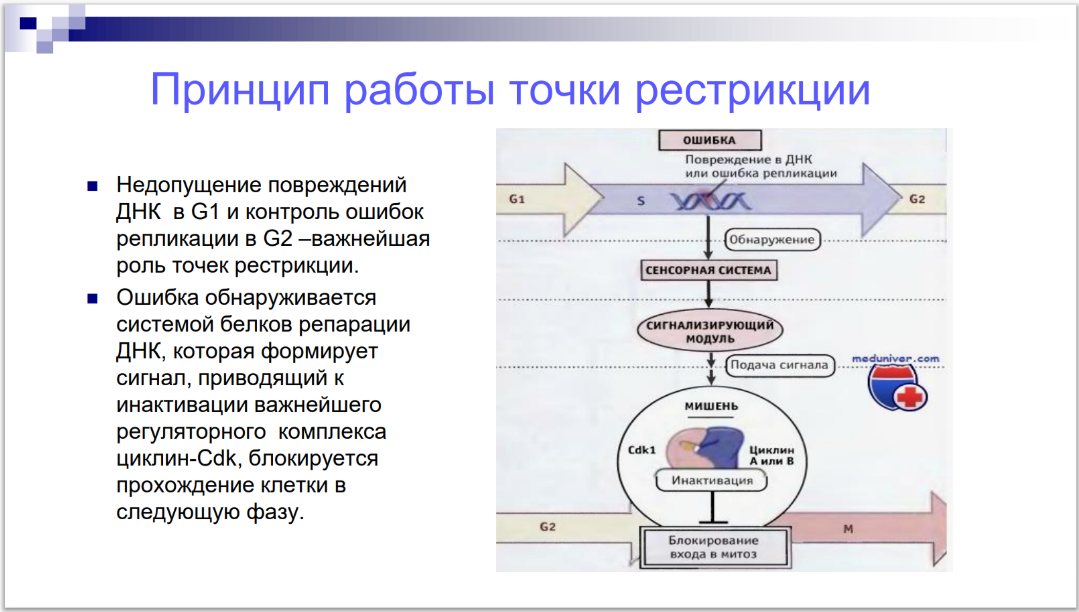 Принцип работы точки рестрикции
Недопущение повреждений
ДНК в G1 и контроль ошибок
репликации в G2 –важнейшая
роль точек рестрикции.
Ошибка обнаруживается
системой белков репарации
ДНК, которая формирует
сигнал, приводящий к
инактивации важнейшего
регуляторного комплекса
циклин-Cdk, блокируется
прохождение клетки в
следующую фазу.
ОШИБКА
Повреждение в ДНК
или ошибка репликации
G1
S
G2
Обнаружение
СЕНСОРНАЯ СИСТЕМА
СИГНАЛИЗИРУЮЩИЙ
МОДУЛЬ
meduniver.com
Подача сигнала
МИШЕНЬ
Cdk1
Циклин
А или В
Инактивация
G2
M
Блокирование
входа в митоз